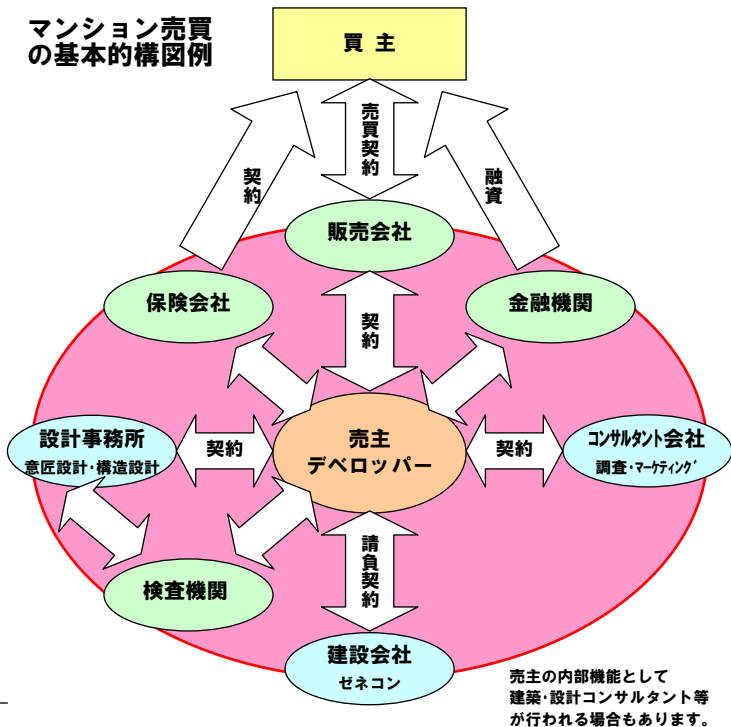 マンション売買
の基本的構図例
買 主
売買契約
契約
融資
販売会社
保険会社
金融機関
契約
設計事務所
意匠設計・構造設計
契約
売主
デベロッパー
契約
コンサルタント会社
調査・マーケティング
請負契約
検査機関
建設会社
ゼネコン
売主の内部機能として
建築・設計コンサルタント等
が行われる場合もあります。